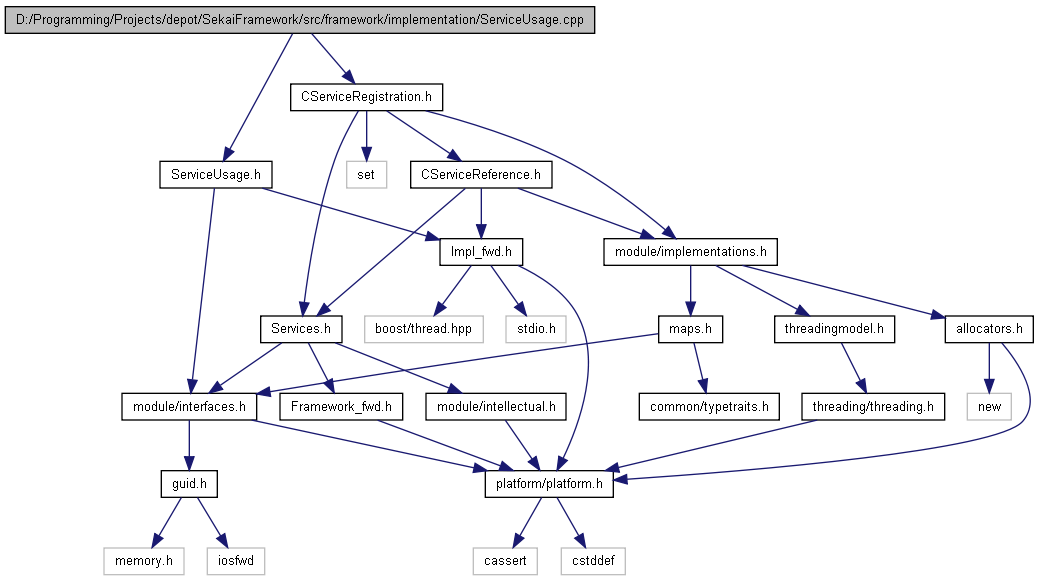 D:/Programming/Projects/depot/SekaiFramework/src/framework/implementation/ServiceUsage.cpp
CServiceRegistration.h
ServiceUsage.h
set
CServiceReference.h
Impl_fwd.h
module/implementations.h
Services.h
boost/thread.hpp
stdio.h
maps.h
threadingmodel.h
allocators.h
module/interfaces.h
Framework_fwd.h
module/intellectual.h
common/typetraits.h
threading/threading.h
new
guid.h
platform/platform.h
memory.h
iosfwd
cassert
cstddef